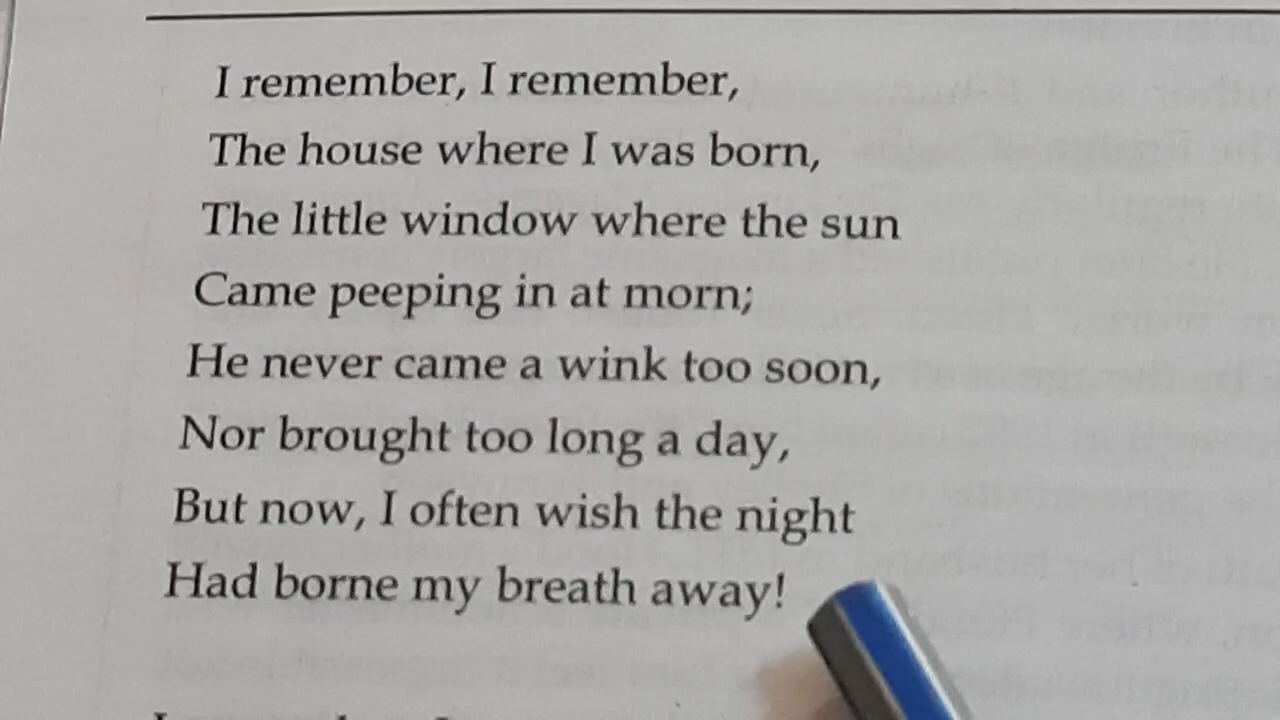 I remember, I remember,
The house where I was born,
The little window where the sun
Came peeping in at morn;
He never came a wink too soon,
Nor brought too long a day,
But now, I often wish the night
Had borne my breath away!